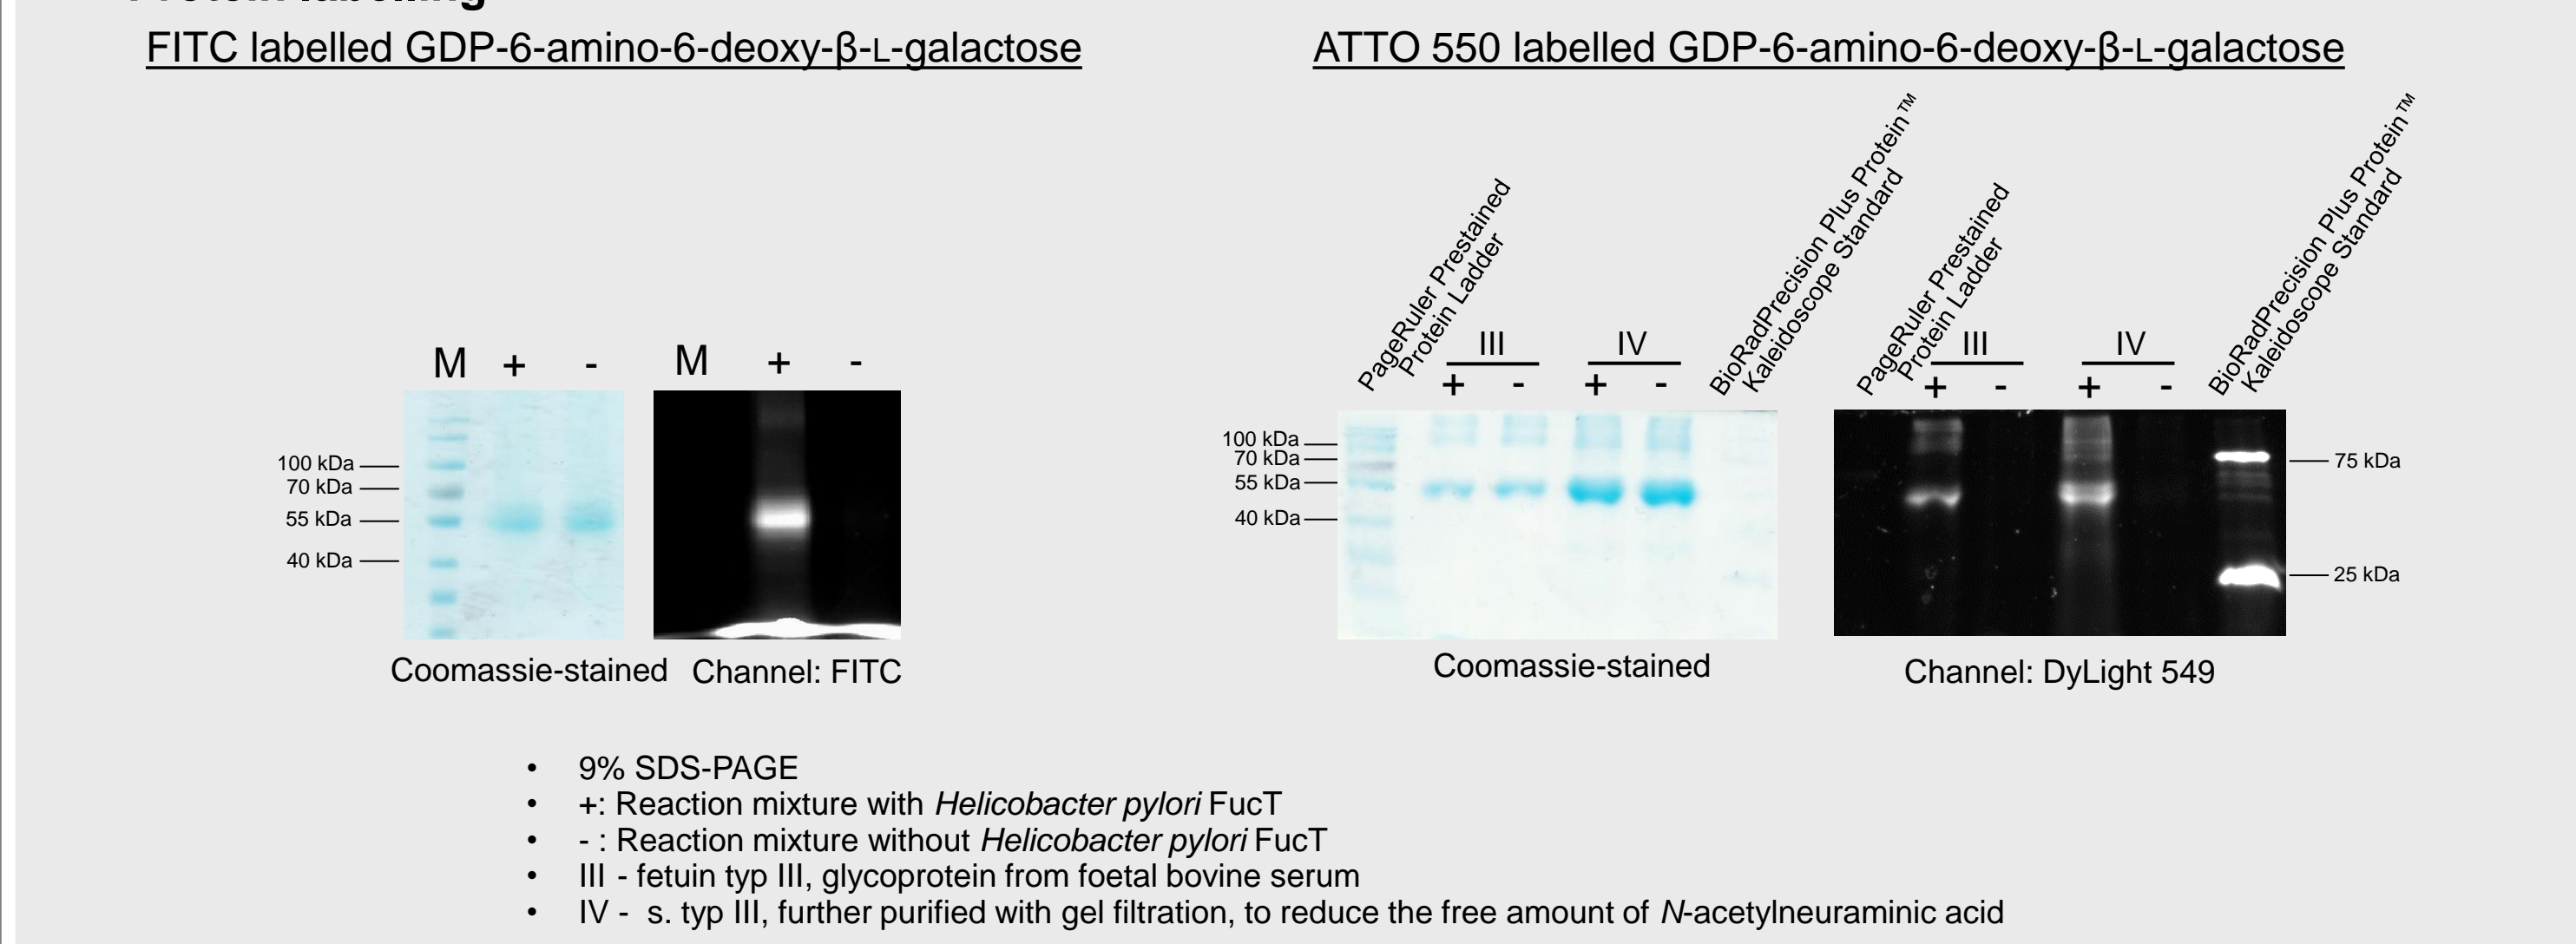 Protein labelling
FITC labelled GDP-6-amino-6-deoxy-β-L-galactose
ATTO 550 labelled GDP-6-amino-6-deoxy-β-L-galactose
M + -
M + -
100 kDa
70 kDa
55 kDa
40 kDa
Coomassie-stained
Channel: FITC
PageRuler Prestained
Protein Ladder
III
+ -
IV
+ -
BioRadPrecision Plus Protein™
Kaleidoscope Standard
100 kDa
70 kDa
55 kDa
40 kDa
Coomassie-stained
PageRuler Prestained
Protein Ladder
III
+ -
IV
+ -
BioRadPrecision Plus Protein™
Kaleidoscope Standard
75 kDa
25 kDa
Channel: DyLight 549
• 9% SDS-PAGE
• +: Reaction mixture with Helicobacter pylori FucT
• - : Reaction mixture without Helicobacter pylori FucT
• III - fetuin typ III, glycoprotein from foetal bovine serum
• IV - s. typ III, further purified with gel filtration, to reduce the free amount of N-acetylneuraminic acid